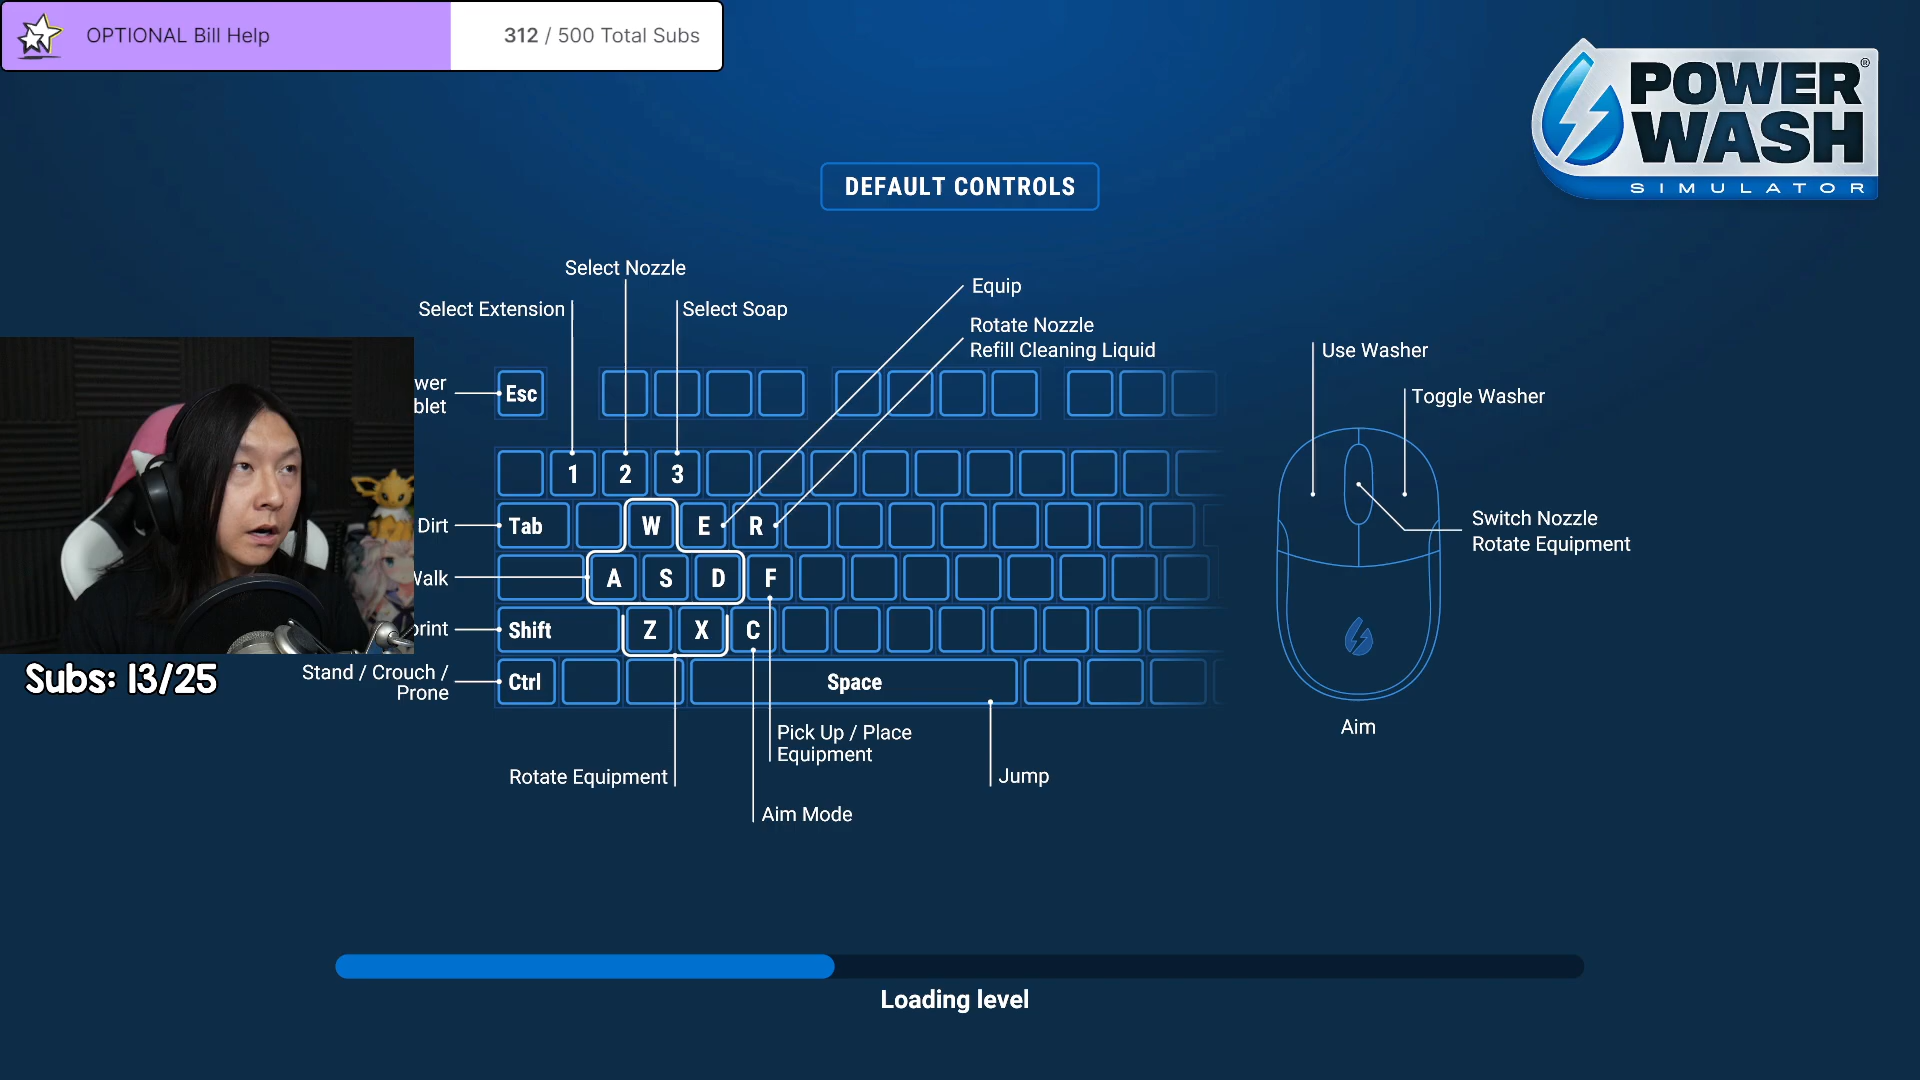 OPTIONAL Bill Help
312 / 500 Total Subs
POWER®
WASH
SIMULATOR
DEFAULT CONTROLS
Select Nozzle
Select Extension
Select Soap
Equip
Rotate Nozzle
Refill Cleaning Liquid
Use Washer
Toggle Washer
Switch Nozzle
Rotate Equipment
Aim
wer
blet
Esc
1
2
3
Dirt
Tab
W
E
R
Walk
A
S
D
F
print
Shift
Z
X
C
Stand / Crouch /
Prone
Ctrl
Space
Subs: 13/25
Pick Up / Place
Equipment
Rotate Equipment
Jump
Aim Mode
Loading level